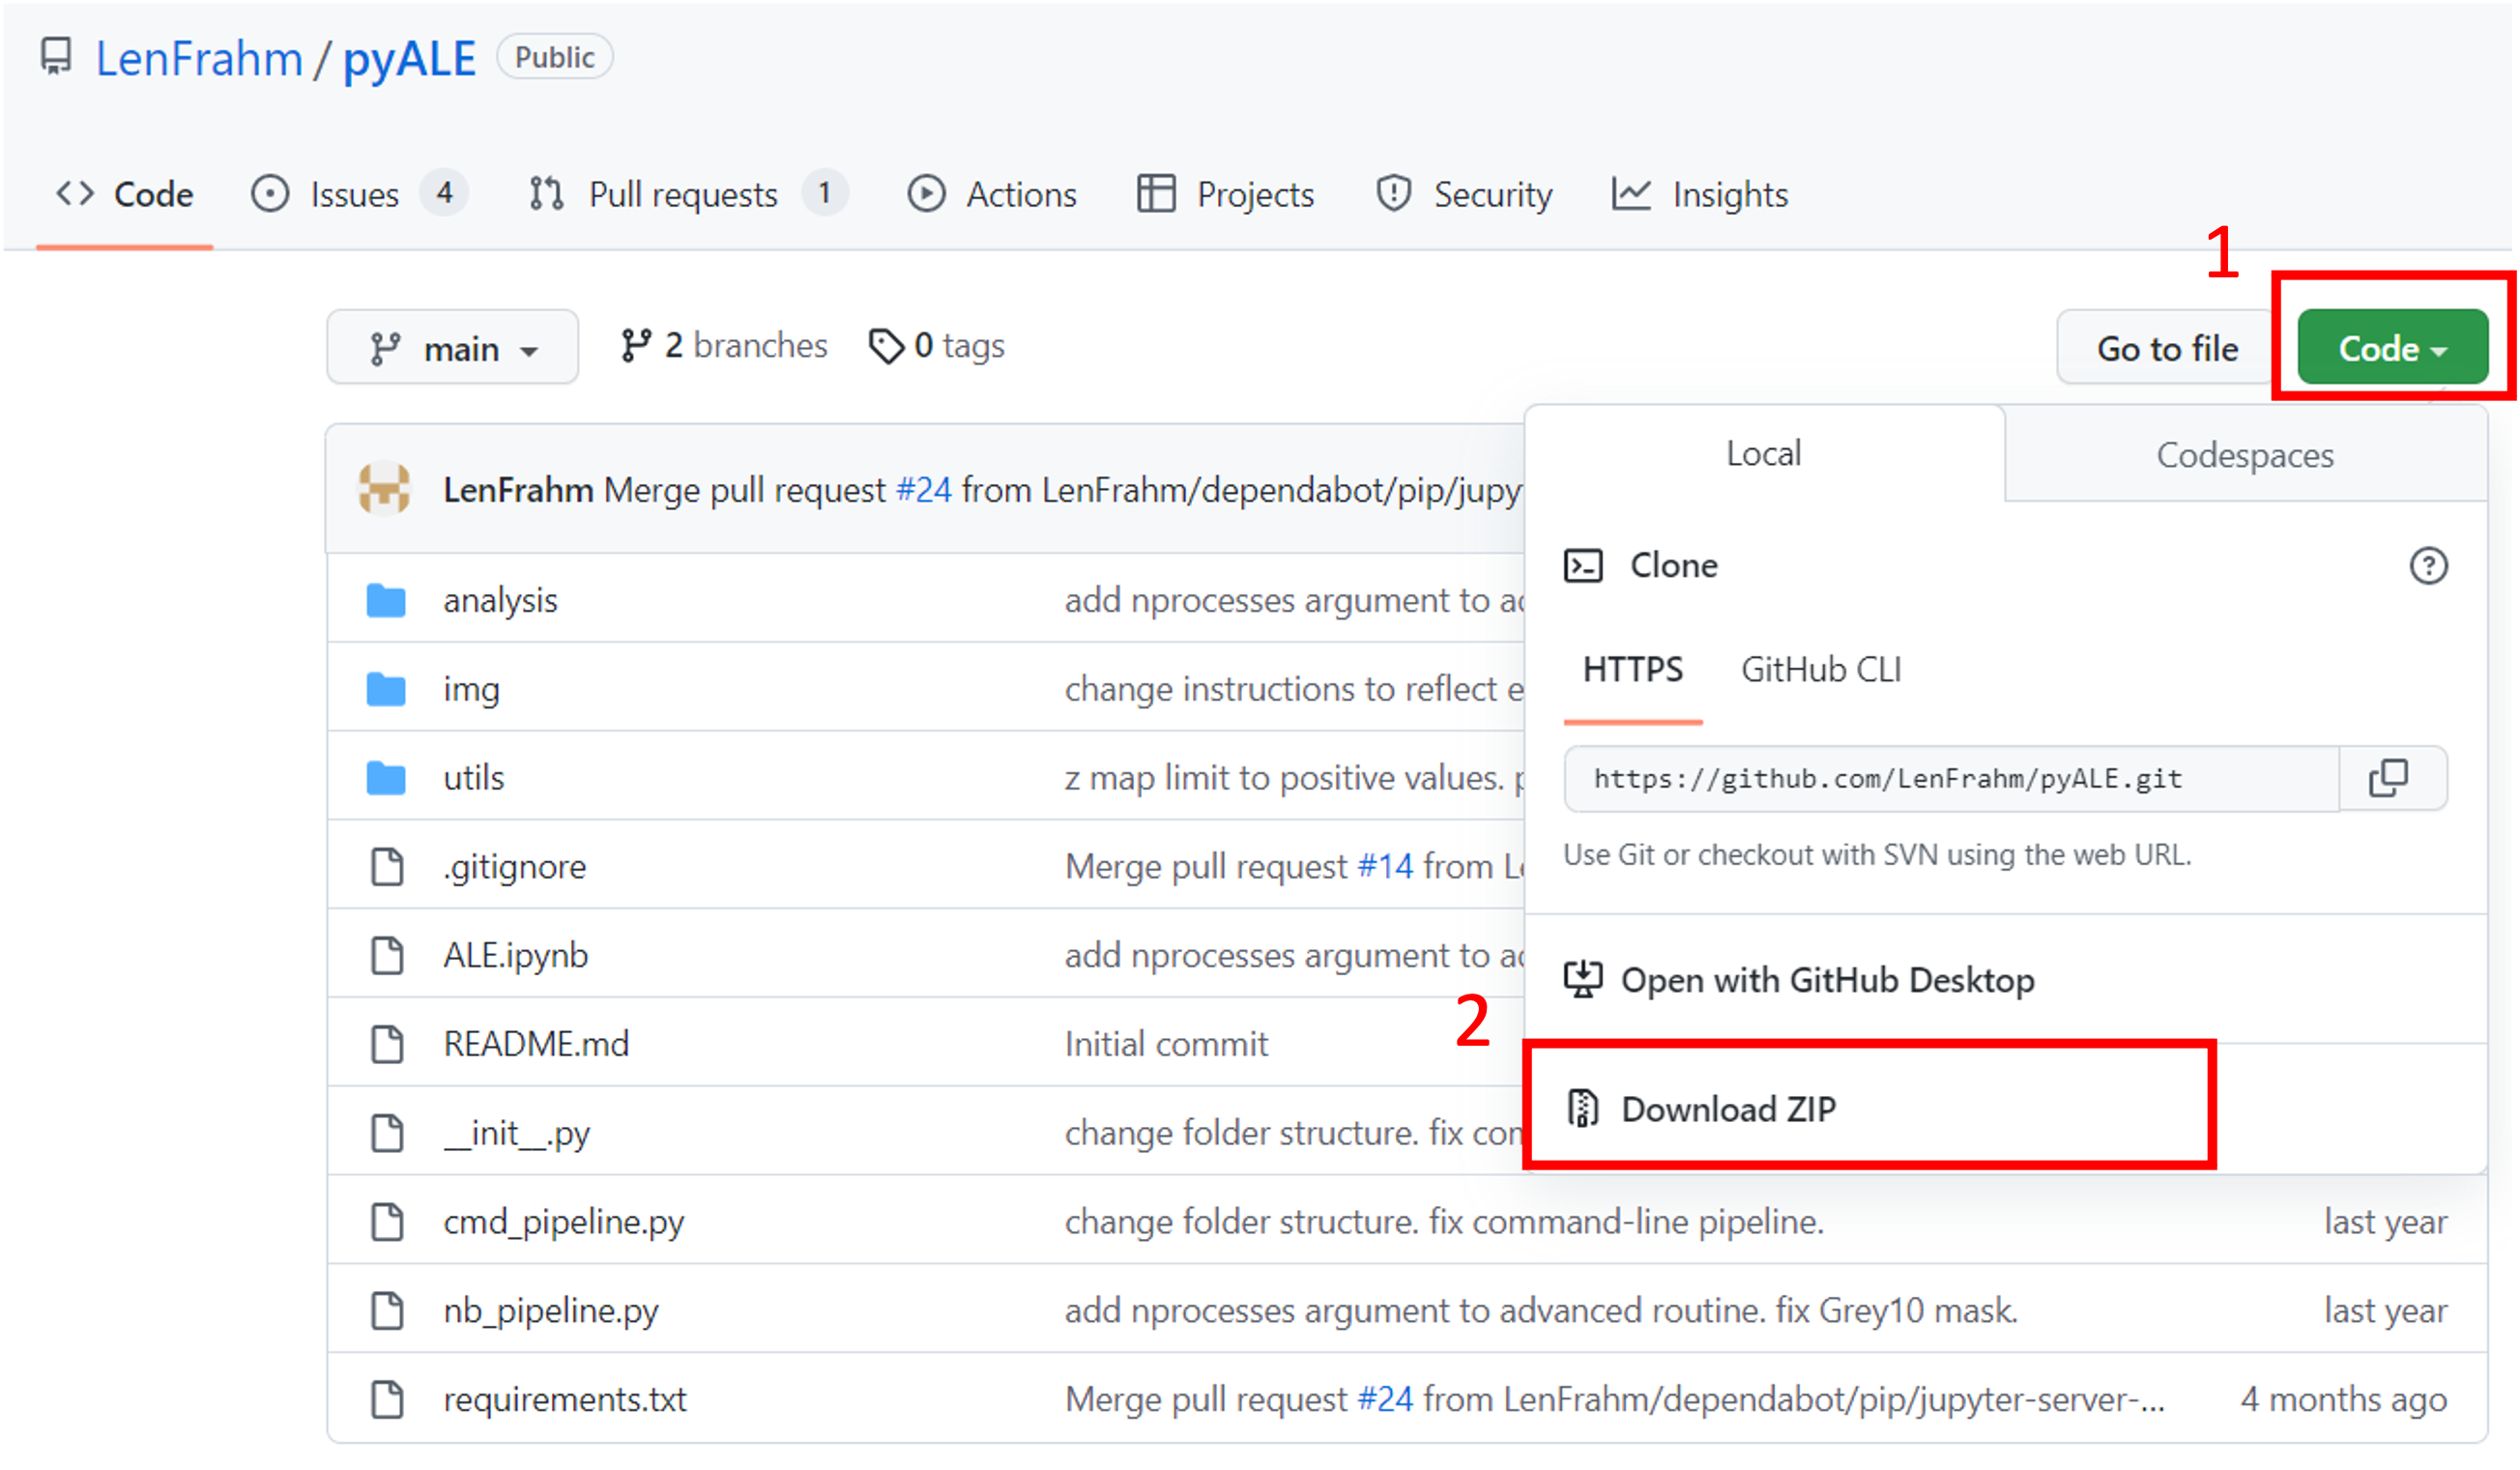 LenFrahm / pyALE Public
Code Issues 4 Pull requests 1 Actions Projects Security Insights
1
main 2 branches 0 tags Go to file Code
LenFrahm Merge pull request #24 from LenFrahm/dependabot/pip/jupy
Local Codespaces
Clone
HTTPS GitHub CLI
https://github.com/LenFrahm/pyALE.git
Use Git or checkout with SVN using the web URL.
Open with GitHub Desktop
2
Download ZIP
analysis add nprocesses argument to
img change instructions to reflect
utils z map limit to positive values.
.gitignore Merge pull request #14 from
ALE.ipynb add nprocesses argument to
README.md Initial commit
__init__.py change folder structure. fix
cmd_pipeline.py change folder structure. fix command-line pipeline. last year
nb_pipeline.py add nprocesses argument to advanced routine. fix Grey10 mask. last year
requirements.txt Merge pull request #24 from LenFrahm/dependabot/pip/jupyter-server-... 4 months ago